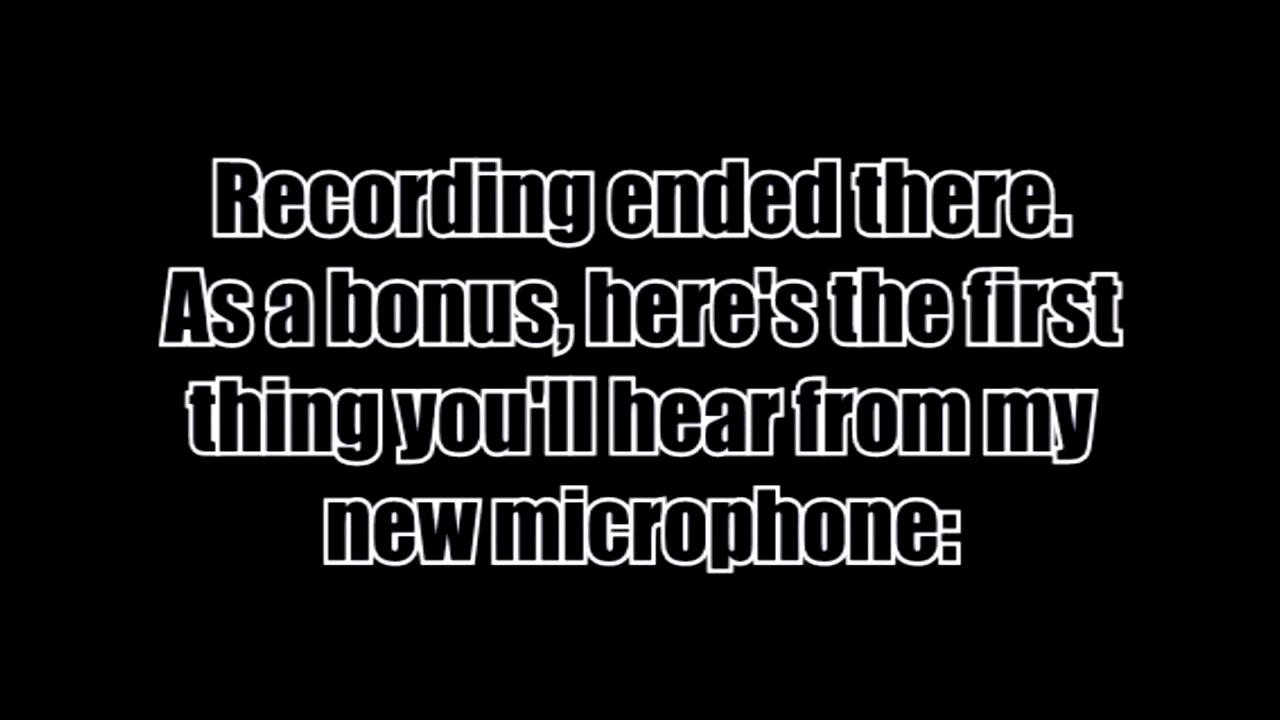 Recording ended there.
As a bonus, here's the first
thing you'll hear from my
new microphone: